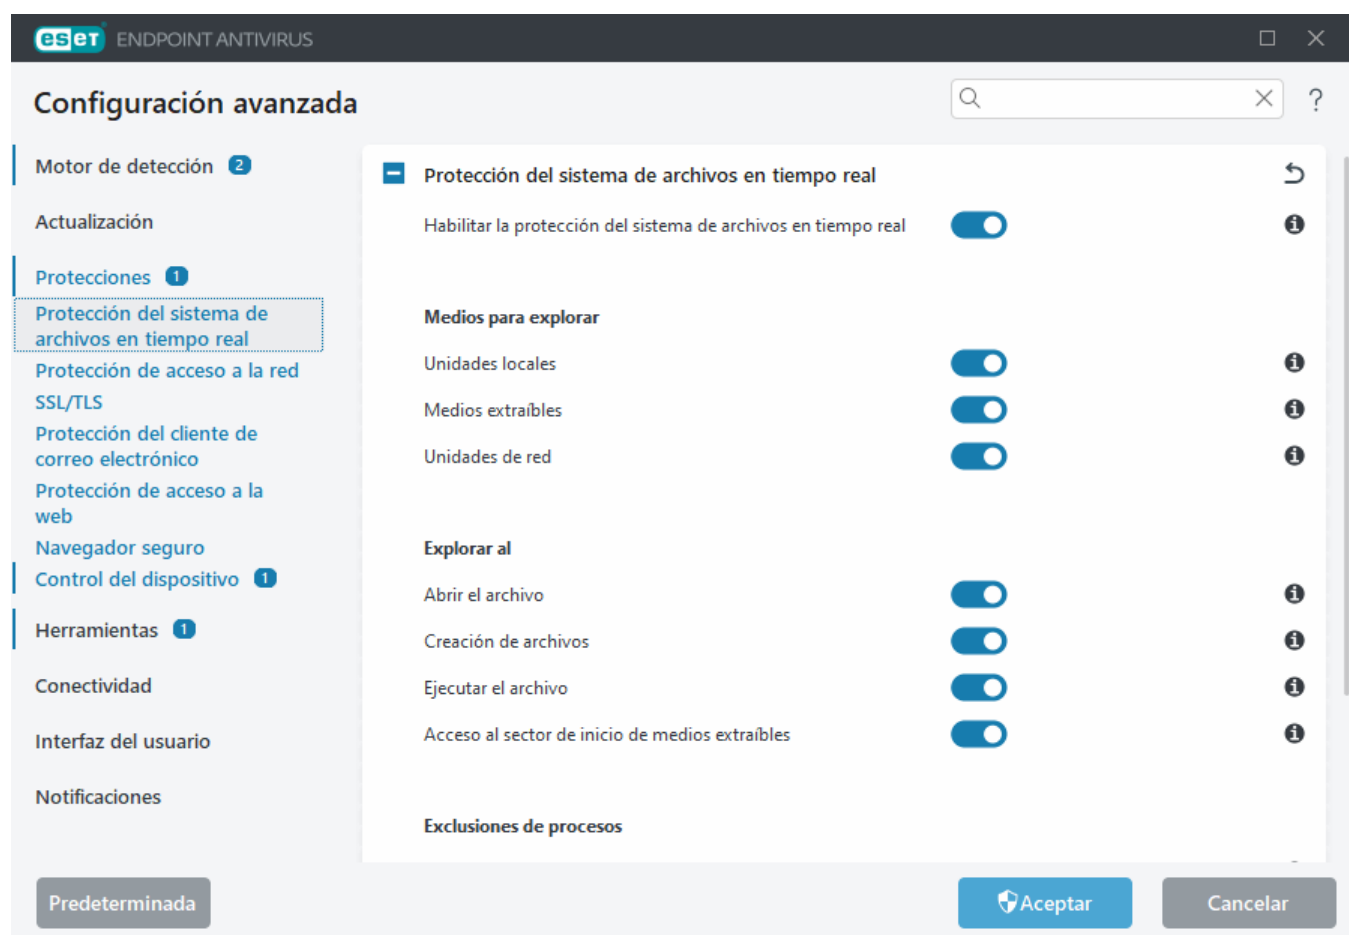 eset ENDPOINT ANTIVIRUS
Configuración avanzada
?
Motor de detección 2
Actualización
Protecciones 1
Protección del sistema de
archivos en tiempo real
Protección de acceso a la red
SSL/TLS
Protección del cliente de
correo electrónico
Protección de acceso a la
web
Navegador seguro
Control del dispositivo 1
Herramientas 1
Conectividad
Interfaz del usuario
Notificaciones
Protección del sistema de archivos en tiempo real
Habilitar la protección del sistema de archivos en tiempo real
Medios para explorar
Unidades locales
Medios extraíbles
Unidades de red
Explorar al
Abrir el archivo
Creación de archivos
Ejecutar el archivo
Acceso al sector de inicio de medios extraíbles
Exclusiones de procesos
Predeterminada
Aceptar
Cancelar